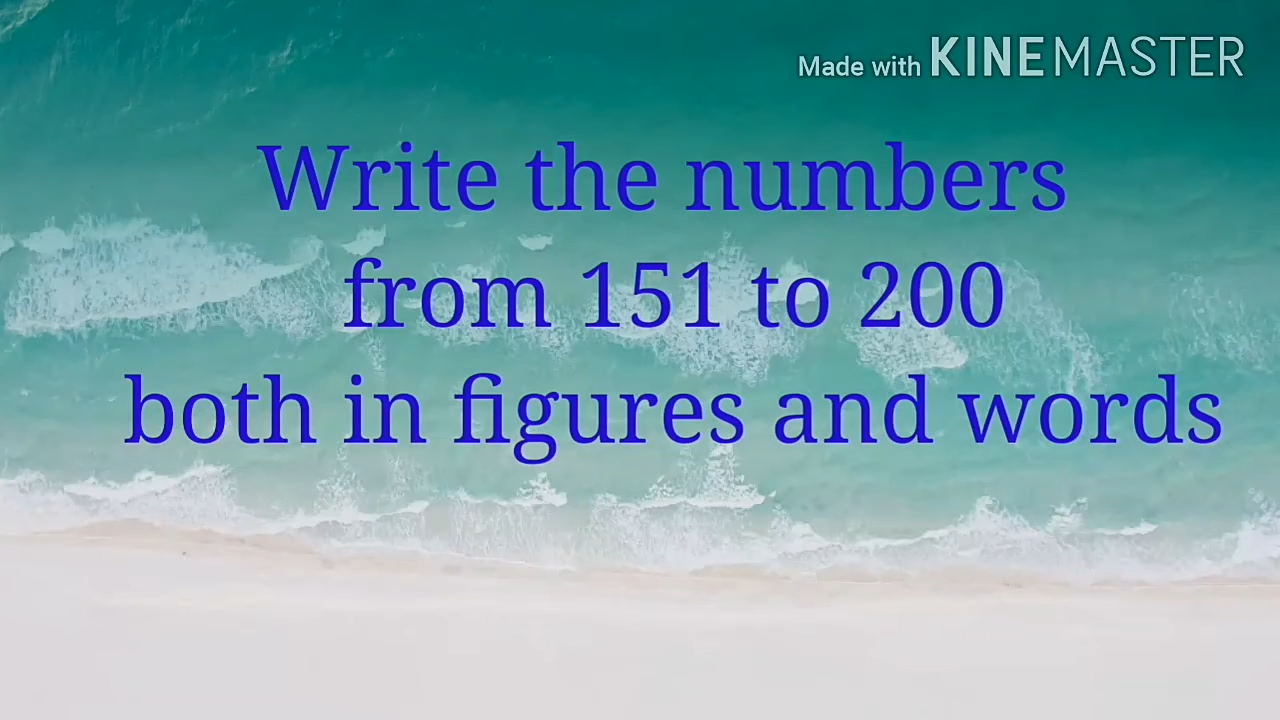 Made with KINEMASTER
Write the numbers
from 151 to 200
both in figures and words